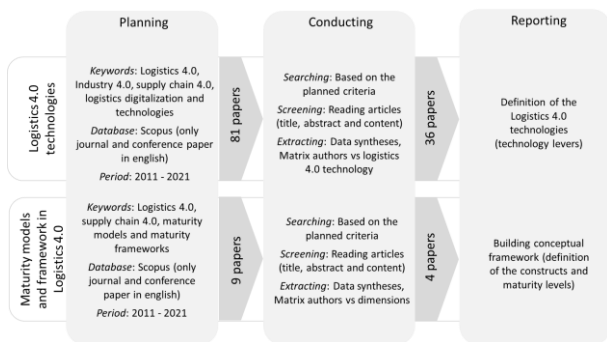 Planning
Conducting
Reporting
Logistics 4.0
technologies
Keywords: Logistics 4.0,
Industry 4.0, supply chain 4.0,
logistics digitalization and
technologies
Database: Scopus (only
journal and conference paper
in english)
Period: 2011 - 2021
81 papers
Searching: Based on the
planned criteria
Screening: Reading articles
(title, abstract and content)
Extracting: Data syntheses,
Matrix authors vs logistics
4.0 technology
36 papers
Definition of the
Logistics 4.0
technologies
(technology levers)
Maturity models
and framework in
Logistics 4.0
Keywords: Logistics 4.0,
supply chain 4.0, maturity
models and maturity
frameworks
Database: Scopus (only
journal and conference
paper in english)
Period: 2011 - 2021
9 papers
Searching: Based on the
planned criteria
Screening: Reading articles
(title, abstract and content)
Extracting: Data syntheses,
Matrix authors vs dimensions
4 papers
Building conceptual
framework (definition
of the constructs and
maturity levels)